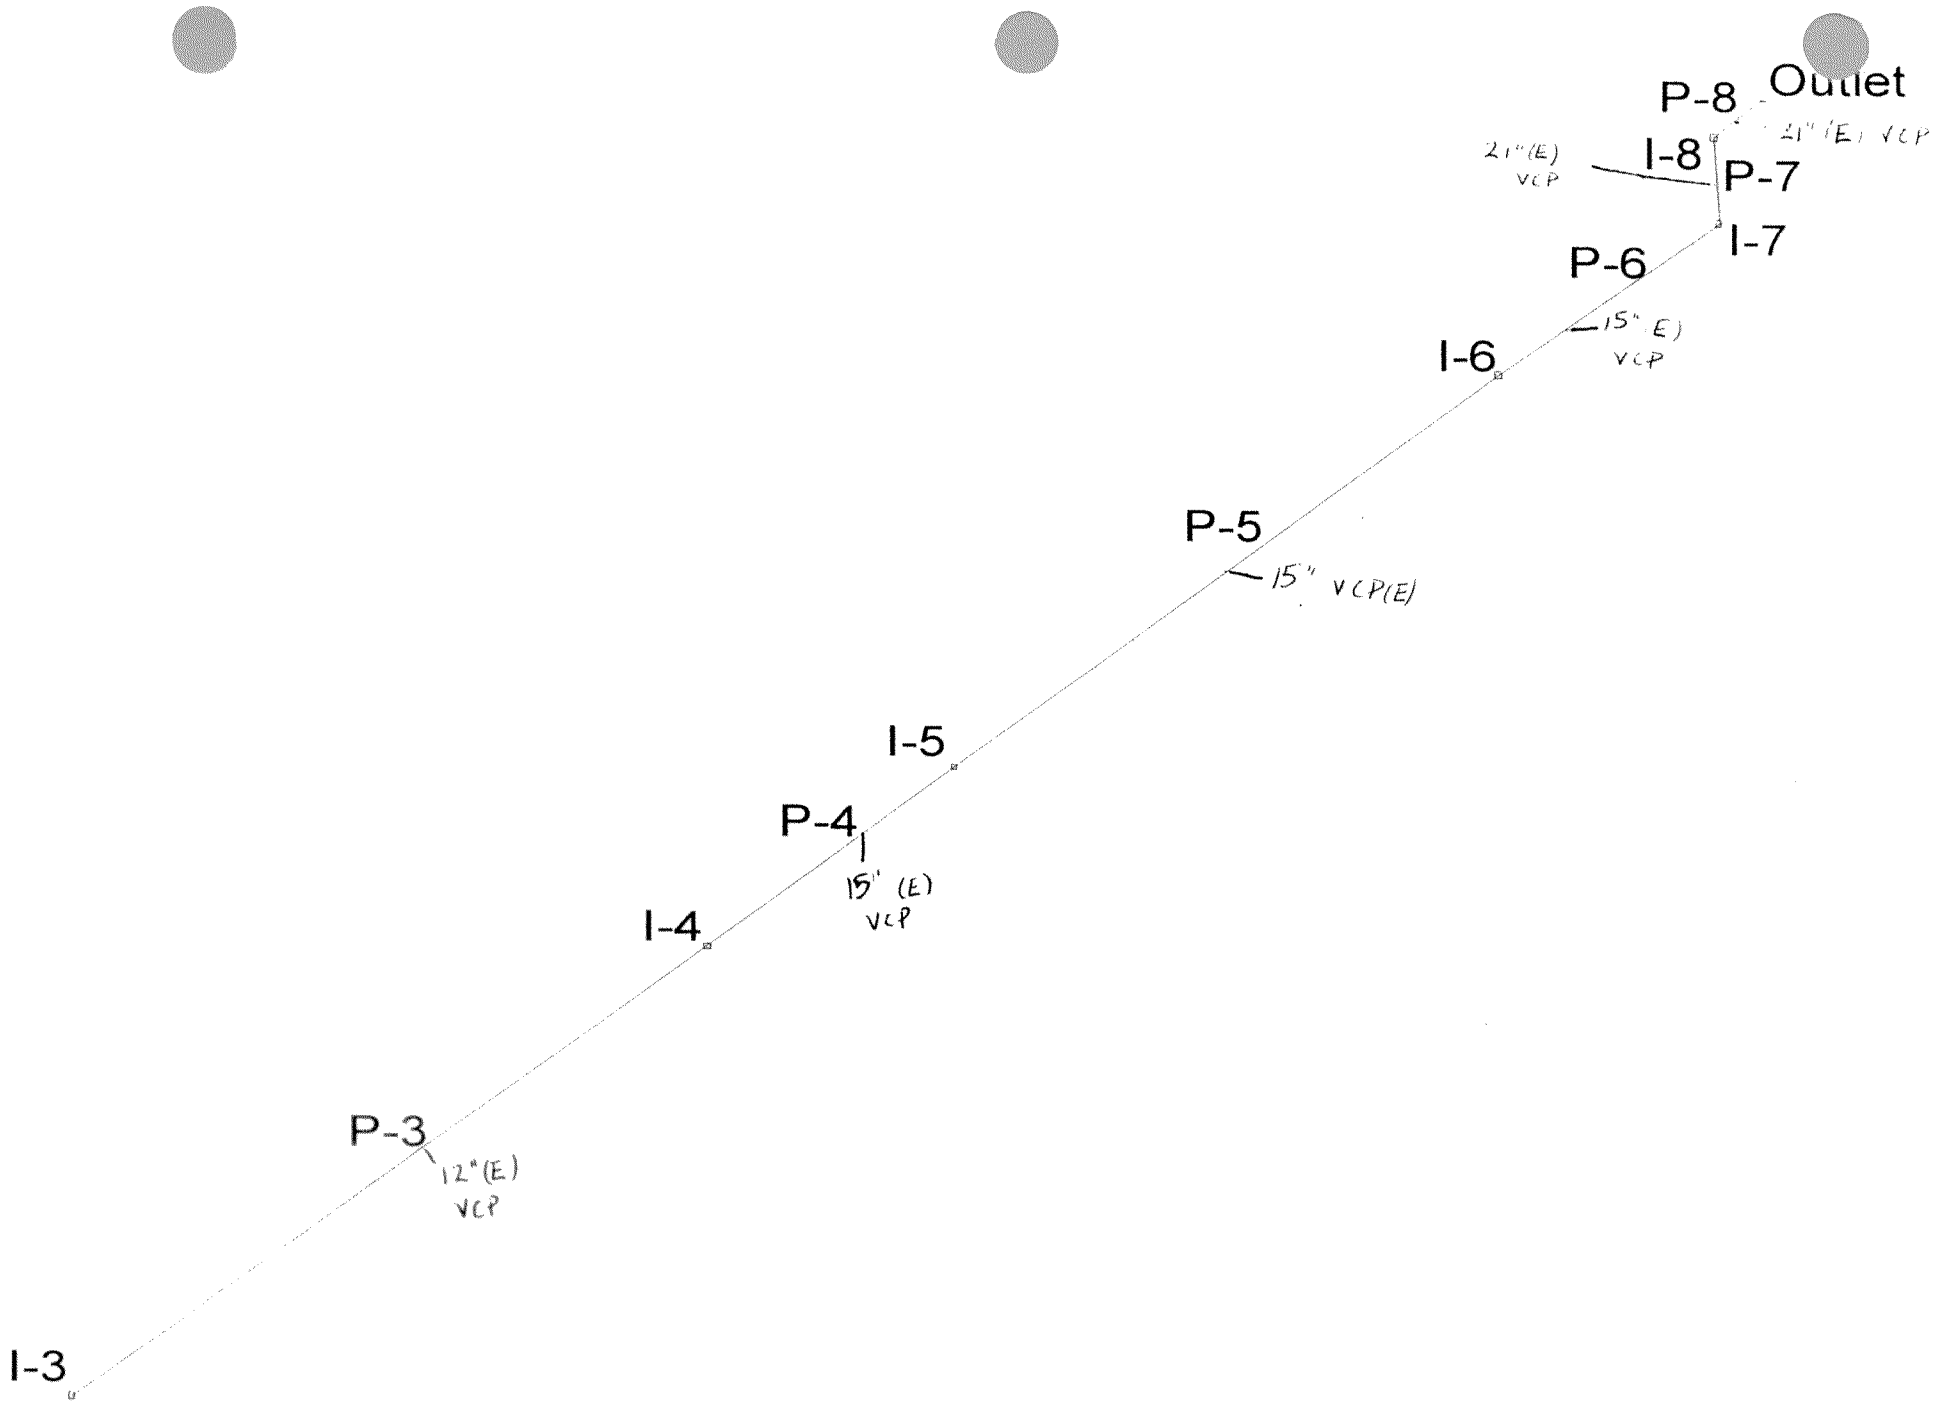 Outlet
P-8
21" (E) VCP
I-8
21"(E)
VCP
P-7
I-7
P-6
15" E)
VCP
I-6
P-5
15" VCP(E)
I-5
P-4
15" (E)
VCP
I-4
P-3
12"(E)
VCP
I-3